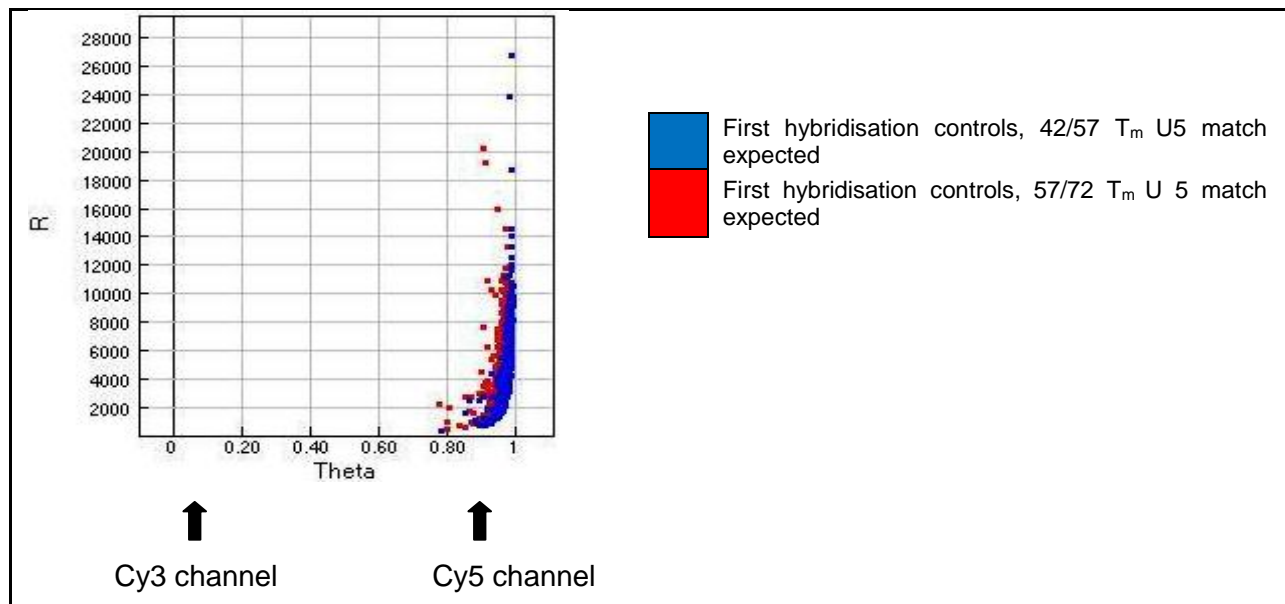 28000
26000
24000
22000
20000
18000
16000
14000
12000
10000
8000
6000
4000
2000
R
0 0.20 0.40 0.60 0.80 1
Theta
Cy3 channel Cy5 channel
First hybridisation controls, 42/57 Tm U5 match
expected
First hybridisation controls, 57/72 Tm U 5 match
expected